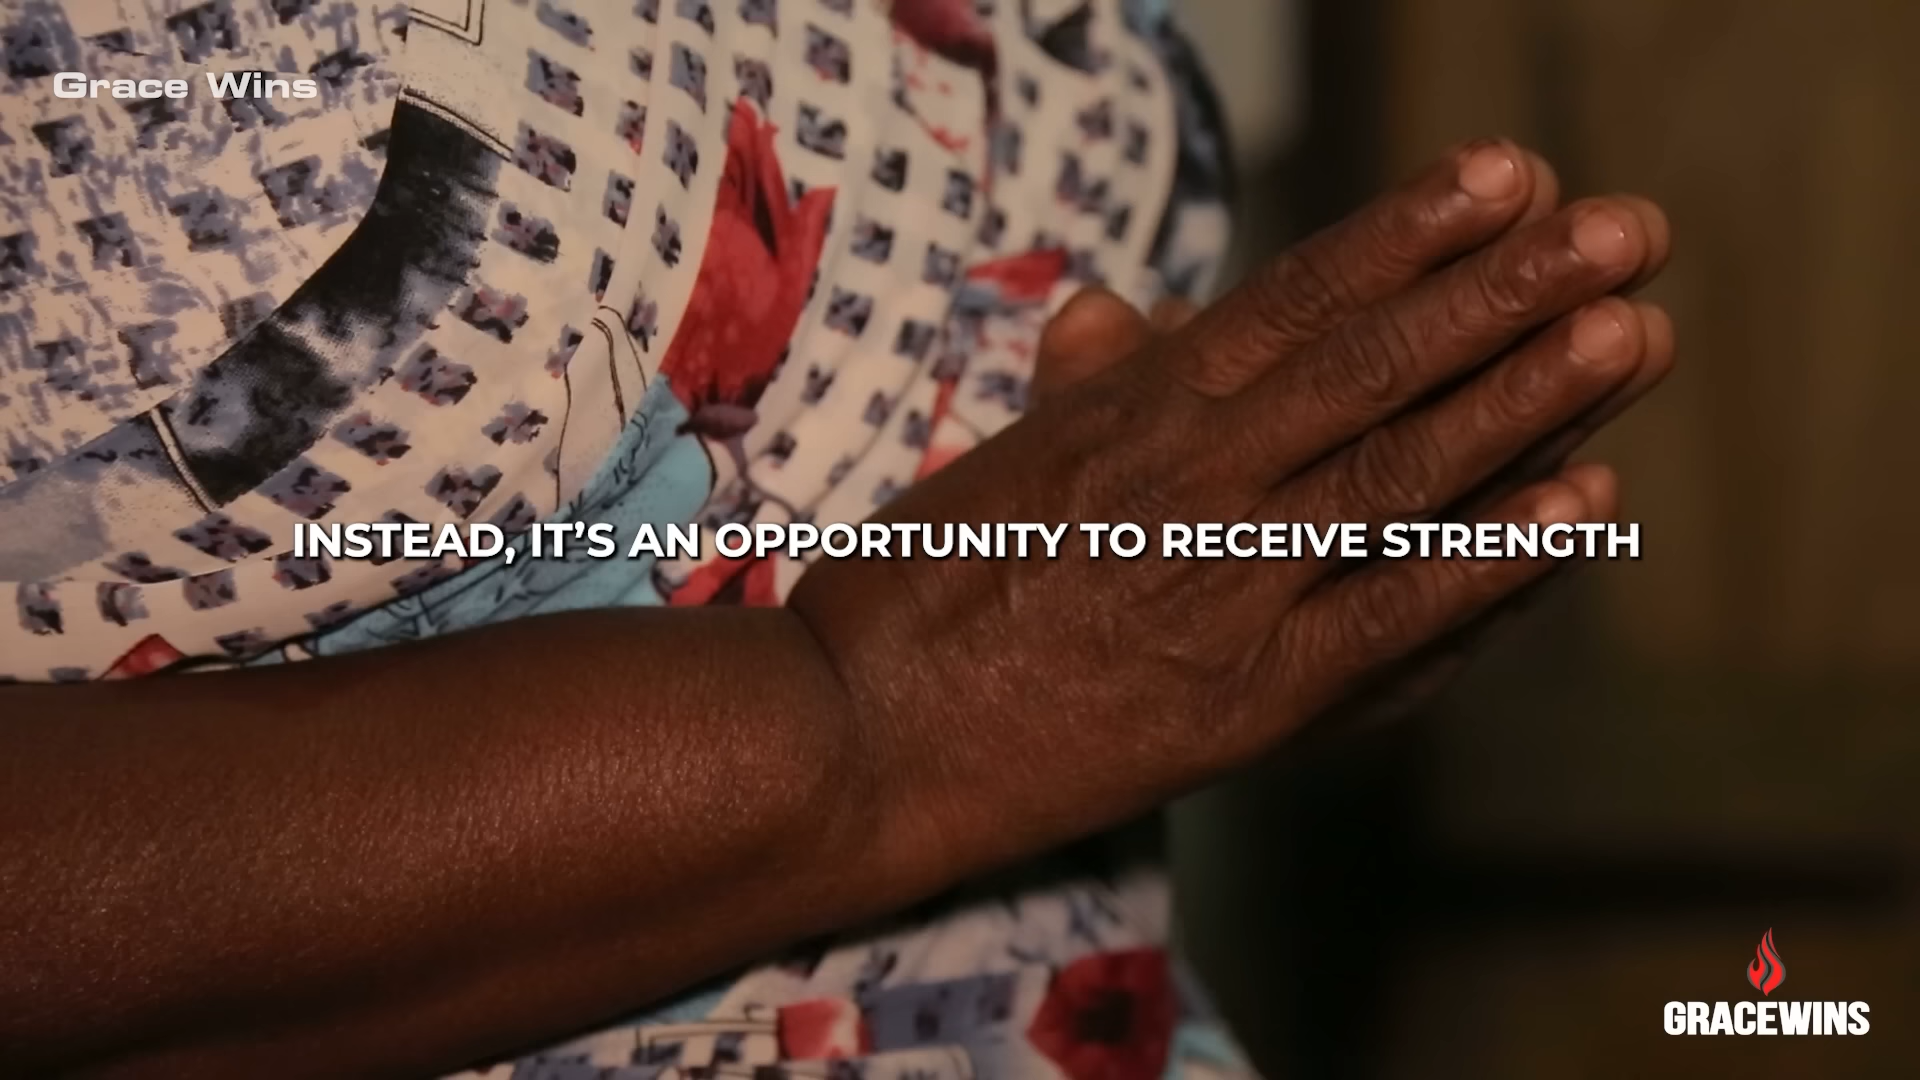 Grace Wins
INSTEAD, IT’S AN OPPORTUNITY TO RECEIVE STRENGTH
GRACEWINS